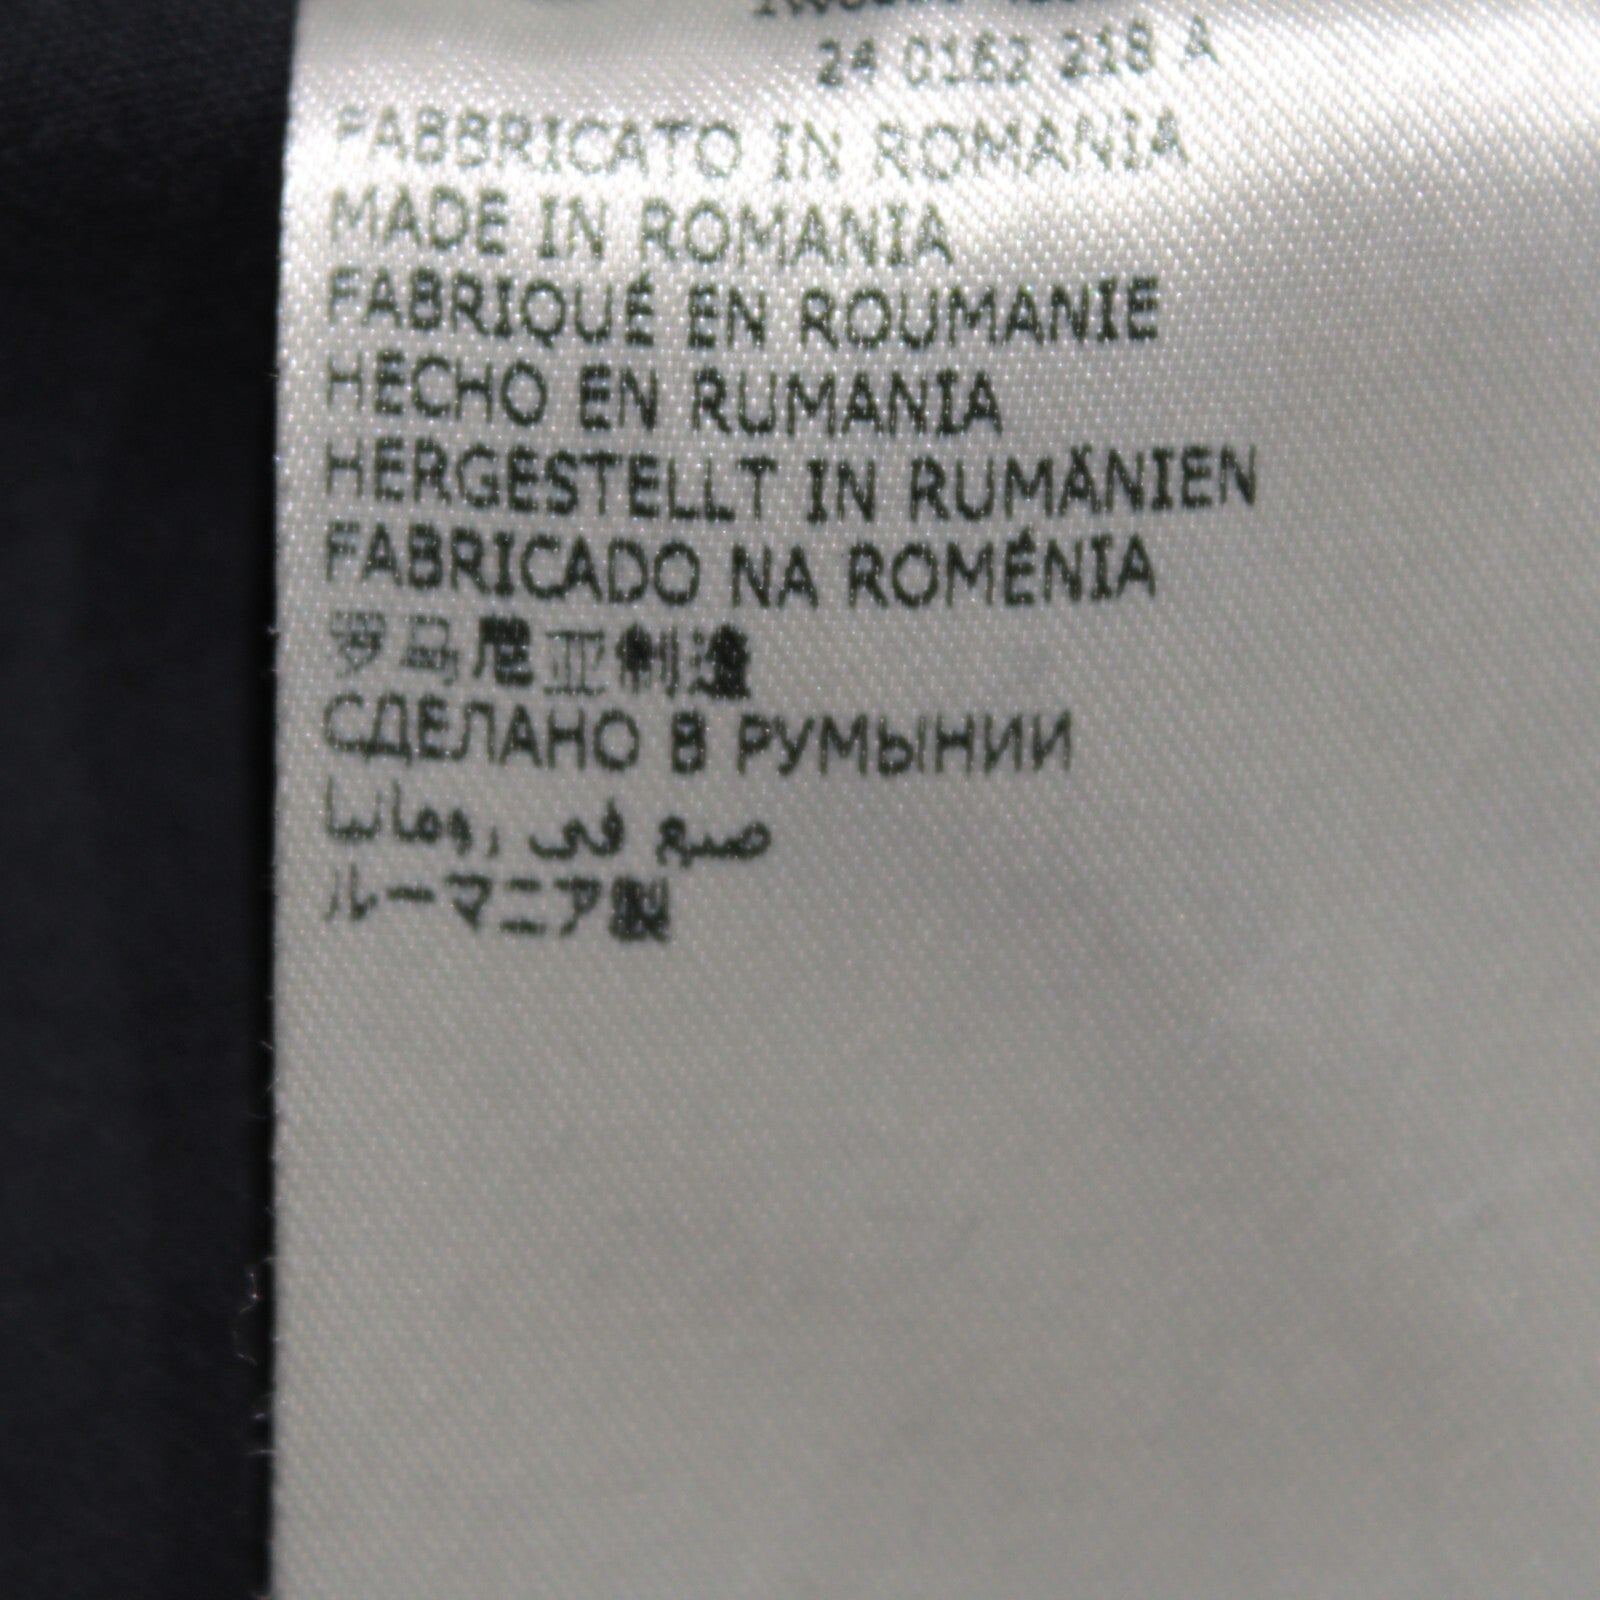 24 0162 218 A
FABBRICATO IN ROMANIA
MADE IN ROMANIA
FABRIQUÉ EN ROUMANIE
HECHO EN RUMANIA
HERGESTELLT IN RUMÄNIEN
FABRICADO NA ROMÉNIA
罗马尼亚制造
СДЕЛАНО В РУМЫНИИ
صنع في رومانيا
ルーマニア製